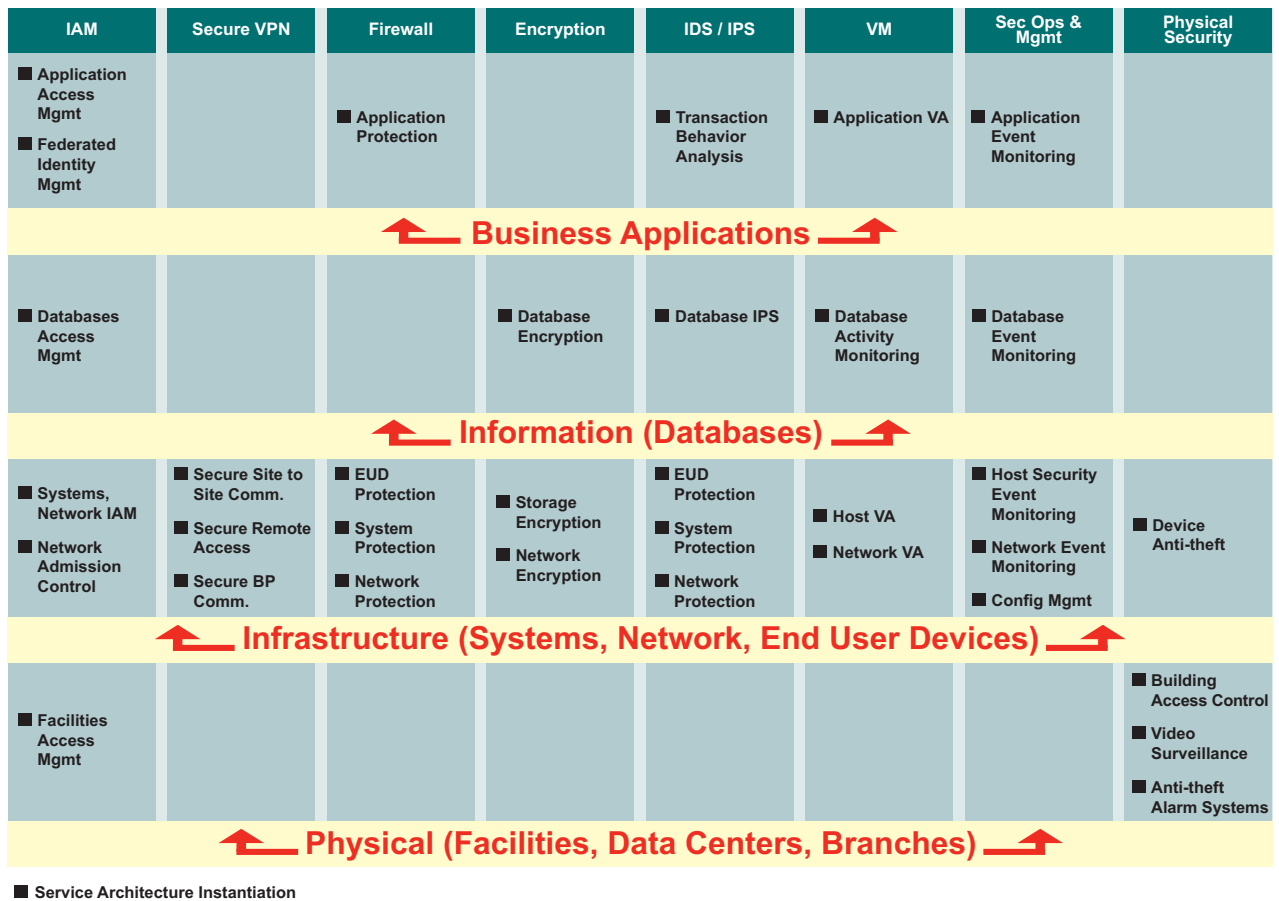 IAM
Secure VPN
Firewall
Encryption
IDS / IPS
VM
Sec Ops &
Mgmt
Physical
Security
Application
Access
Mgmt
Federated
Identity
Mgmt
Application
Protection
Transaction
Behavior
Analysis
Application VA
Application
Event
Monitoring
Business Applications
Databases
Access
Mgmt
Database
Encryption
Database IPS
Database
Activity
Monitoring
Database
Event
Monitoring
Information (Databases)
Systems,
Network IAM
Network
Admission
Control
Secure Site to
Site Comm.
Secure Remote
Access
Secure BP
Comm.
EUD
Protection
System
Protection
Network
Protection
Storage
Encryption
Network
Encryption
EUD
Protection
System
Protection
Network
Protection
Host VA
Network VA
Host Security
Event
Monitoring
Network Event
Monitoring
Config Mgmt
Device
Anti-theft
Infrastructure (Systems, Network, End User Devices)
Facilities
Access
Mgmt
Building
Access Control
Video
Surveillance
Anti-theft
Alarm Systems
Physical (Facilities, Data Centers, Branches)
Service Architecture Instantiation